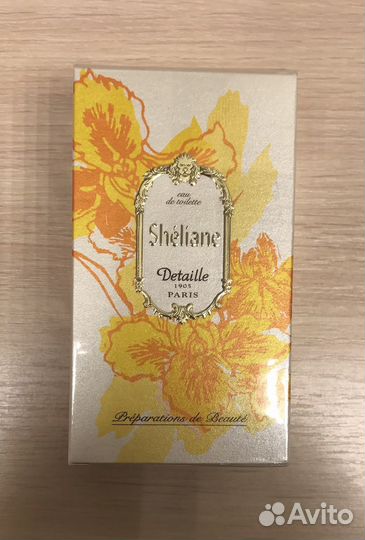 eau
de toilette
Shéliane
Detaille
1905
PARIS
Préparations de Beauté
Avito